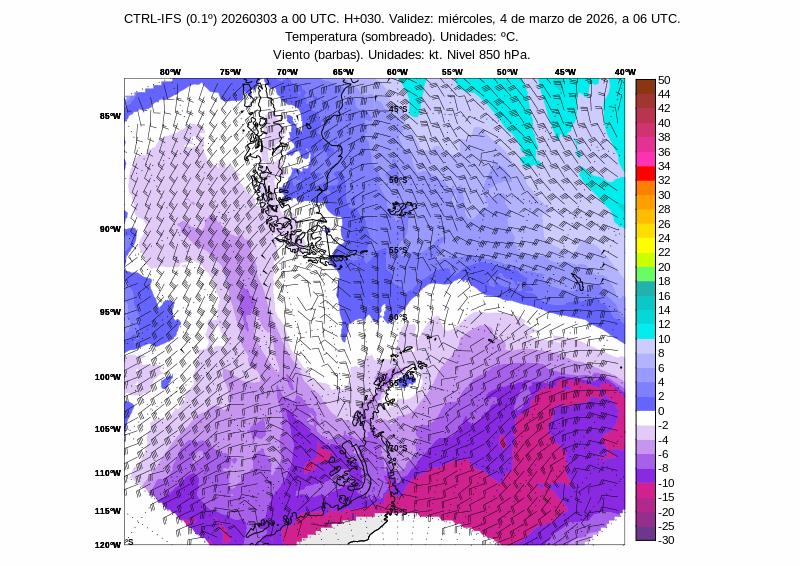 CTRL-IFS (0.1º) 20260303 a 00 UTC. H+030. Validez: miércoles, 4 de marzo de 2026, a 06 UTC.
Temperatura (sombreado). Unidades: ºC.
Viento (barbas). Unidades: kt. Nivel 850 hPa.
80°W 75°W 70°W 65°W 60°W 55°W 50°W 45°W 40°W
50
44
45°S
85°W
42
40
38
36
34
32
50°S
30
28
90°W
26
24
55°S
22
20
18
16
95°W
14
60°S
12
10
8
6
100°W
65°S
4
2
0
105°W
-2
-4
70°S
-6
110°W
-8
-10
-15
115°W
75°S
-20
-25
120°W
°S
-30